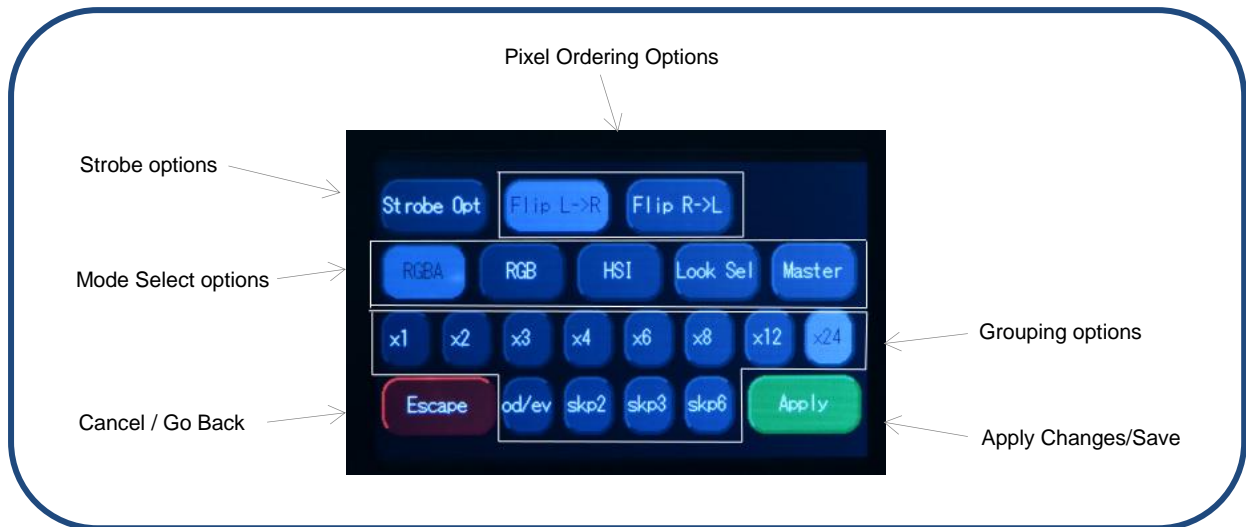 Pixel Ordering Options
Strobe options
Strobe Opt Flip L->R Flip R->L
Mode Select options
RGBA RGB HSI Look Sel Master
x1 x2 x3 x4 x6 x8 x12 x24
Grouping options
Escape od/ev skp2 skp3 skp6 Apply
Cancel / Go Back
Apply Changes/Save